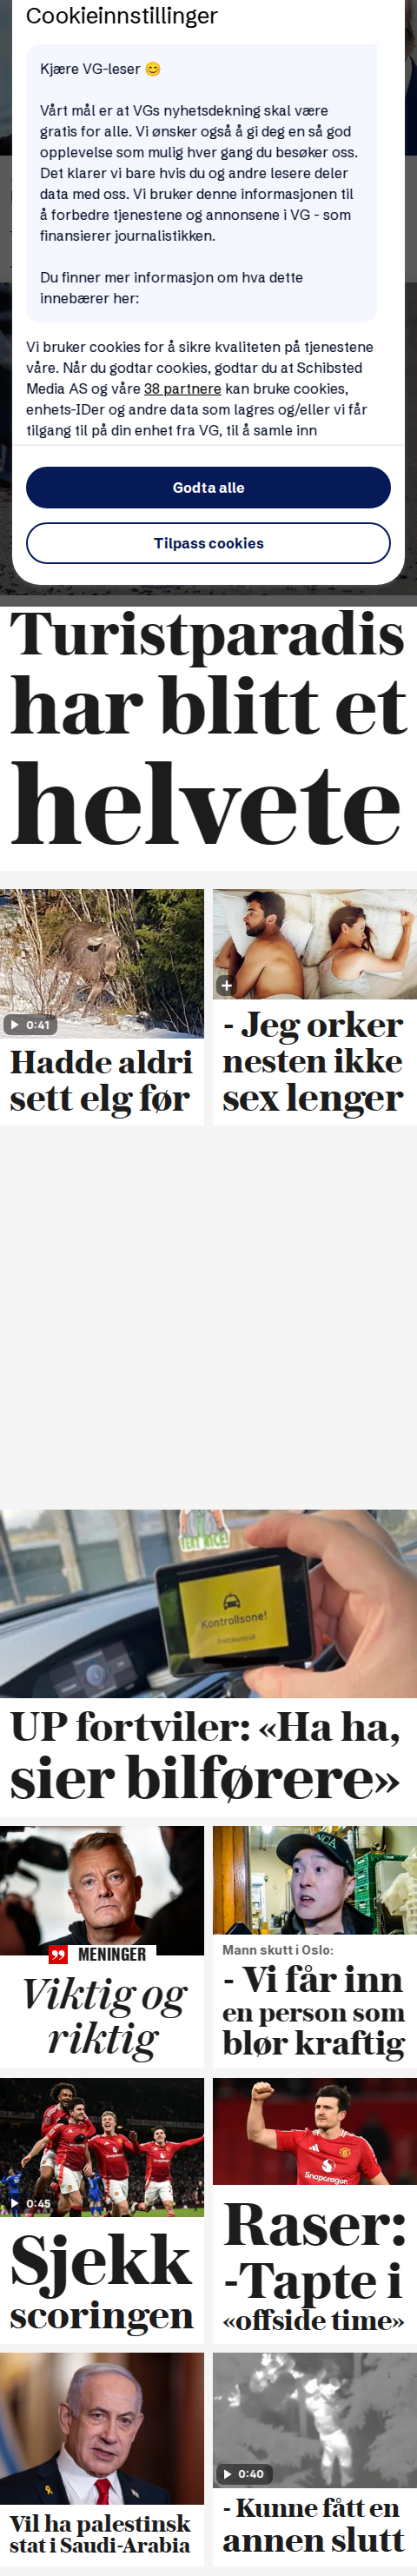 Cookieinnstillinger
Kjære VG-leser 😊
Vårt mål er at VGs nyhetsdekning skal være
gratis for alle. Vi ønsker også å gi deg en så god
opplevelse som mulig hver gang du besøker oss.
Det klarer vi bare hvis du og andre lesere deler
data med oss. Vi bruker denne informasjonen til
å forbedre tjenestene og annonsene i VG - som
finansierer journalistikken.
Du finner mer informasjon om hva dette
innebærer her:
Vi bruker cookies for å sikre kvaliteten på tjenestene
våre. Når du godtar cookies, godtar du at Schibsted
Media AS og våre 38 partnere kan bruke cookies,
enhets-IDer og andre data som lagres og/eller vi får
tilgang til på din enhet fra VG, til å samle inn
Godta alle
Tilpass cookies
Turistparadis
har blitt et
helvete
0:41
Hadde aldri
sett elg før
- Jeg orker
nesten ikke
sex lenger
Kontrollsone!
Politikontroll
UP fortviler: «Ha ha,
sier bilførere»
MENINGER
Viktig og
riktig
Mann skutt i Oslo:
- Vi får inn
en person som
blør kraftig
0:45
Sjekk
scoringen
Snapdragon
Raser:
-Tapte i
«offside time»
Vil ha palestinsk
stat i Saudi-Arabia
0:40
- Kunne fått en
annen slutt